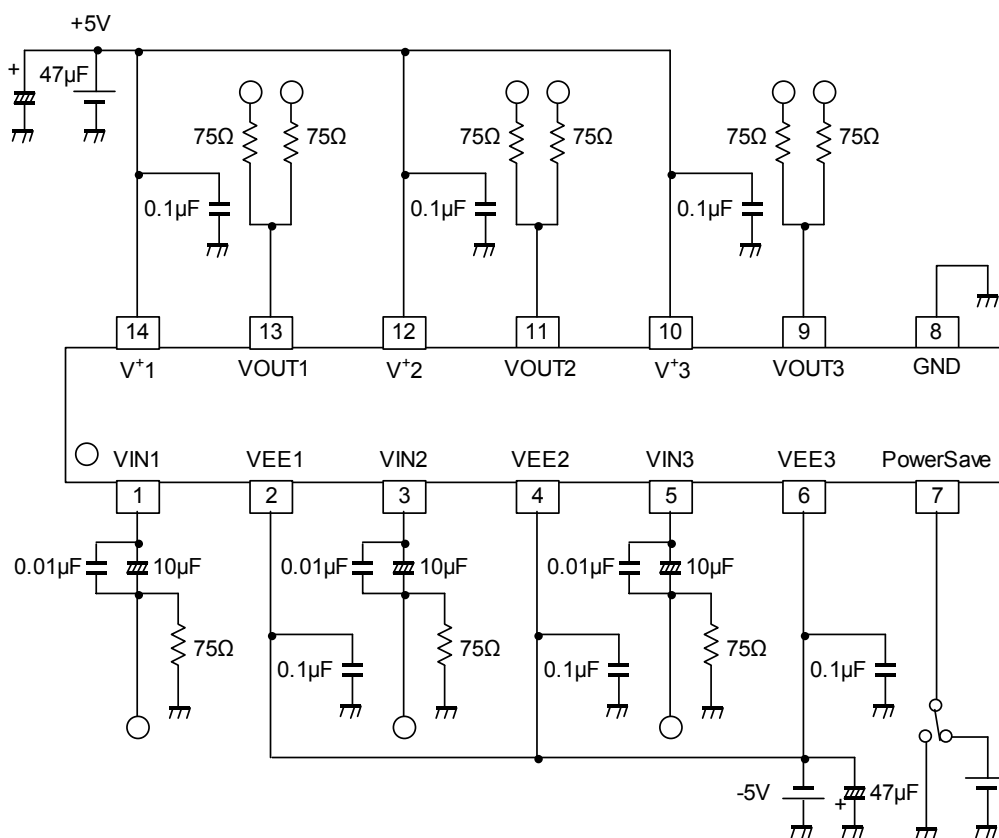 +5V
+ 47µF
75Ω 75Ω 75Ω 75Ω 75Ω 75Ω
0.1µF 0.1µF 0.1µF
14 13 12 11 10 9 8
V+1 VOUT1 V+2 VOUT2 V+3 VOUT3 GND
VIN1 VEE1 VIN2 VEE2 VIN3 VEE3 PowerSave
1 2 3 4 5 6 7
0.01µF 10µF 0.01µF 10µF 0.01µF 10µF
75Ω 0.1µF 75Ω 0.1µF 75Ω 0.1µF
-5V + 47µF